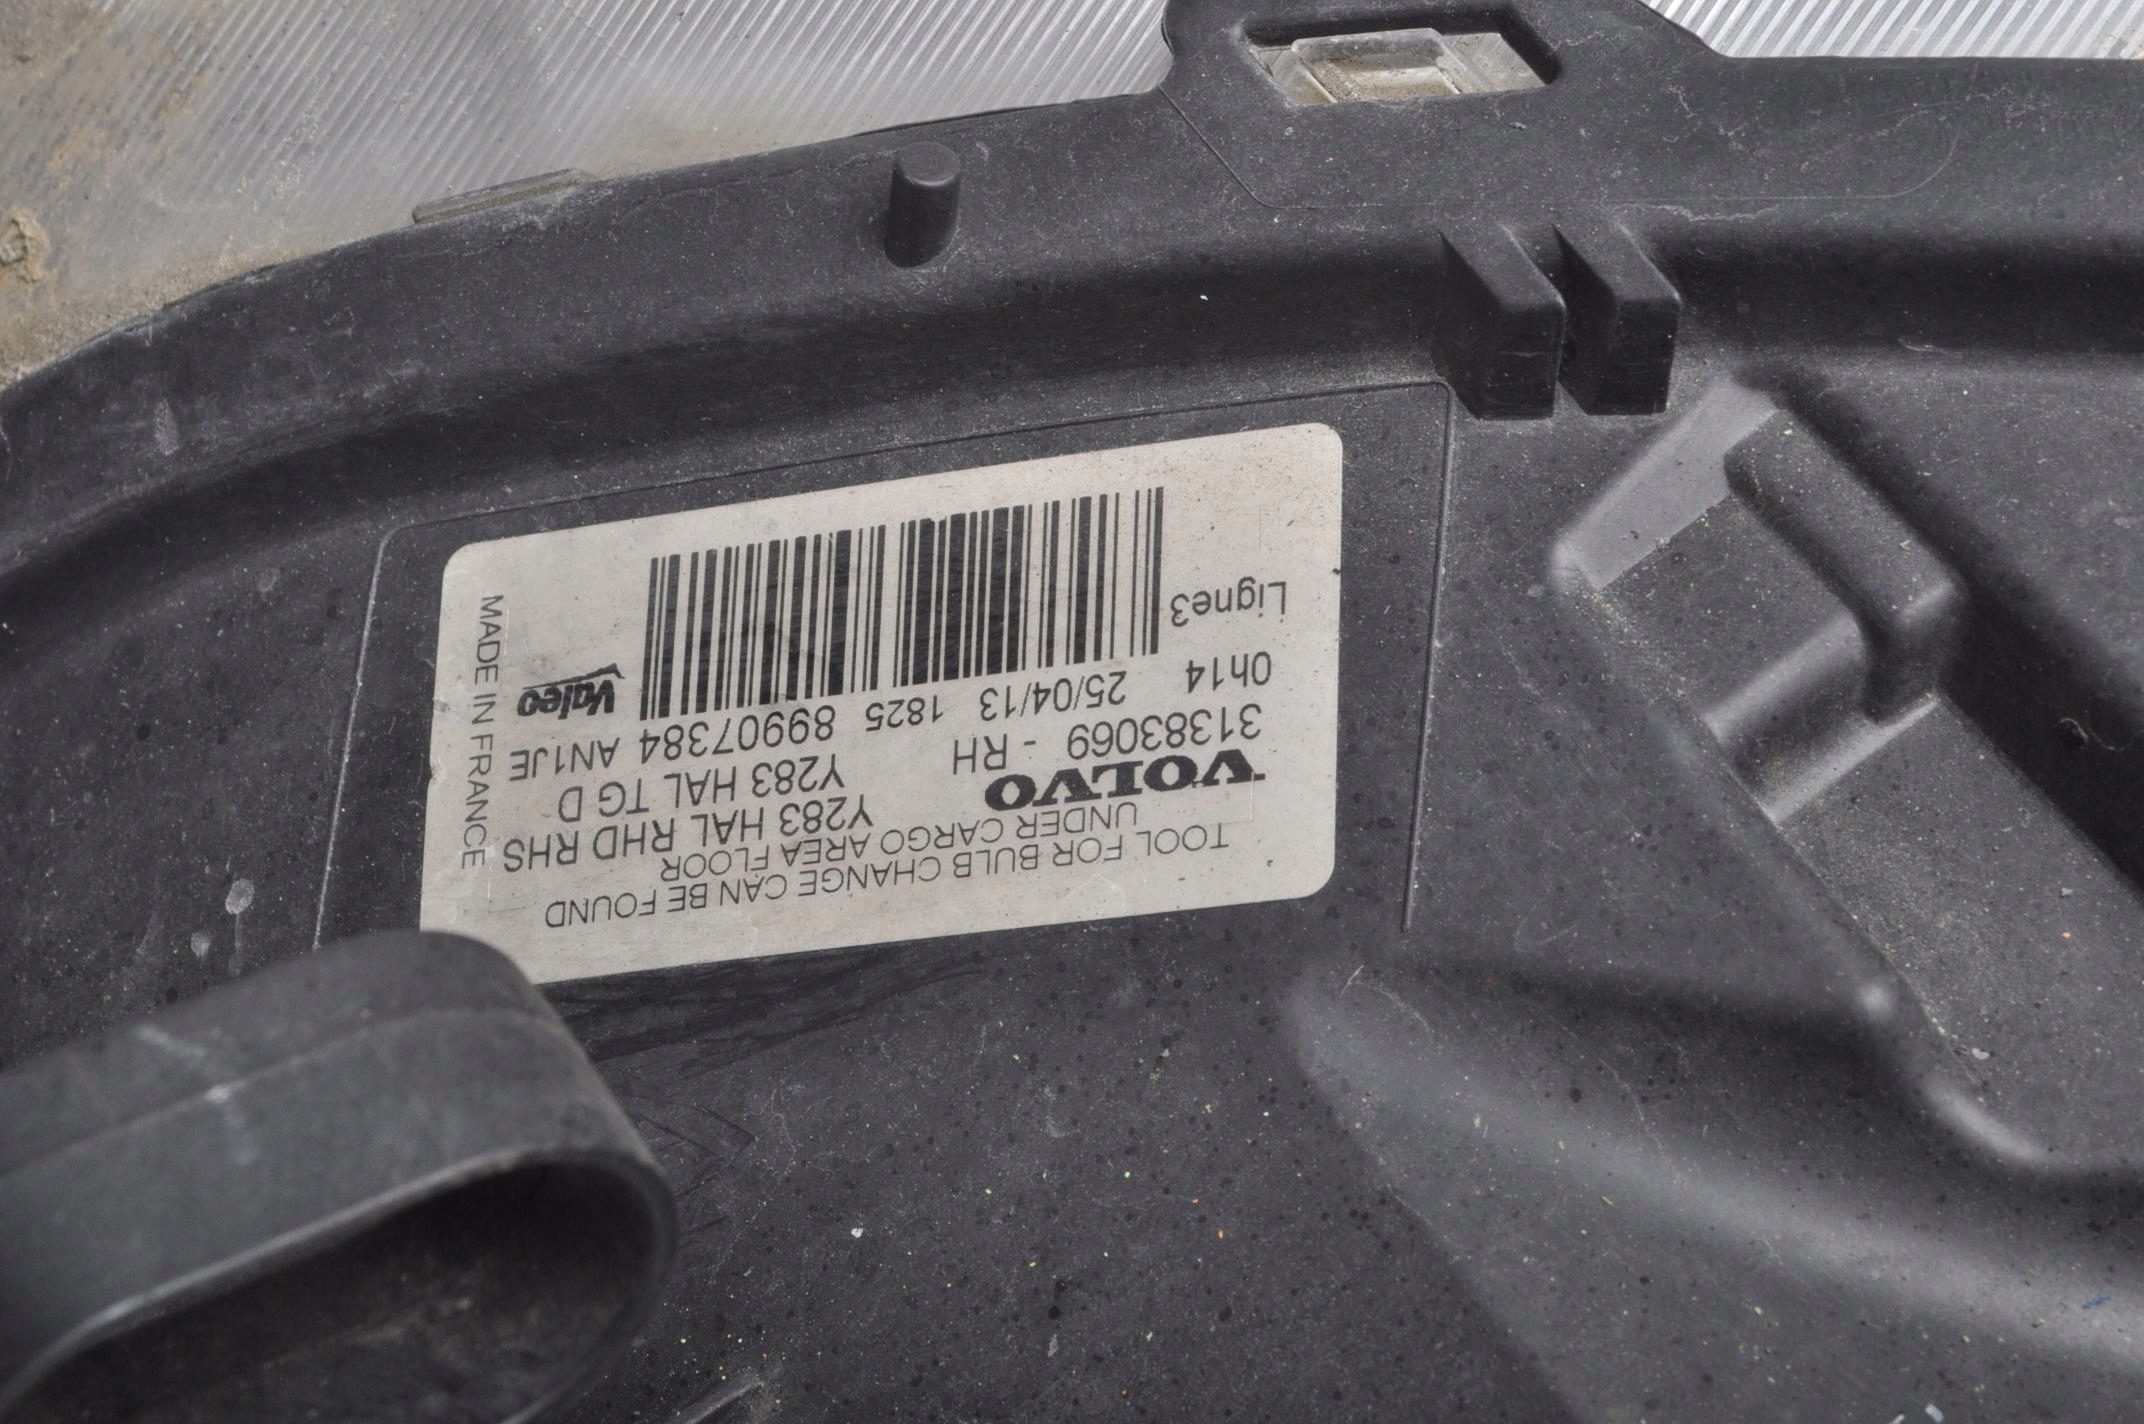 TOOL FOR BULB CHANGE CAN BE FOUND
UNDER CARGO AREA FLOOR
VOLVO Y283 HAL RHD RHS
31383069 - RH Y283 HAL TG D
0h14 25/04/13 1825 89907384 AN1JE
Ligne3
Valeo
MADE IN FRANCE